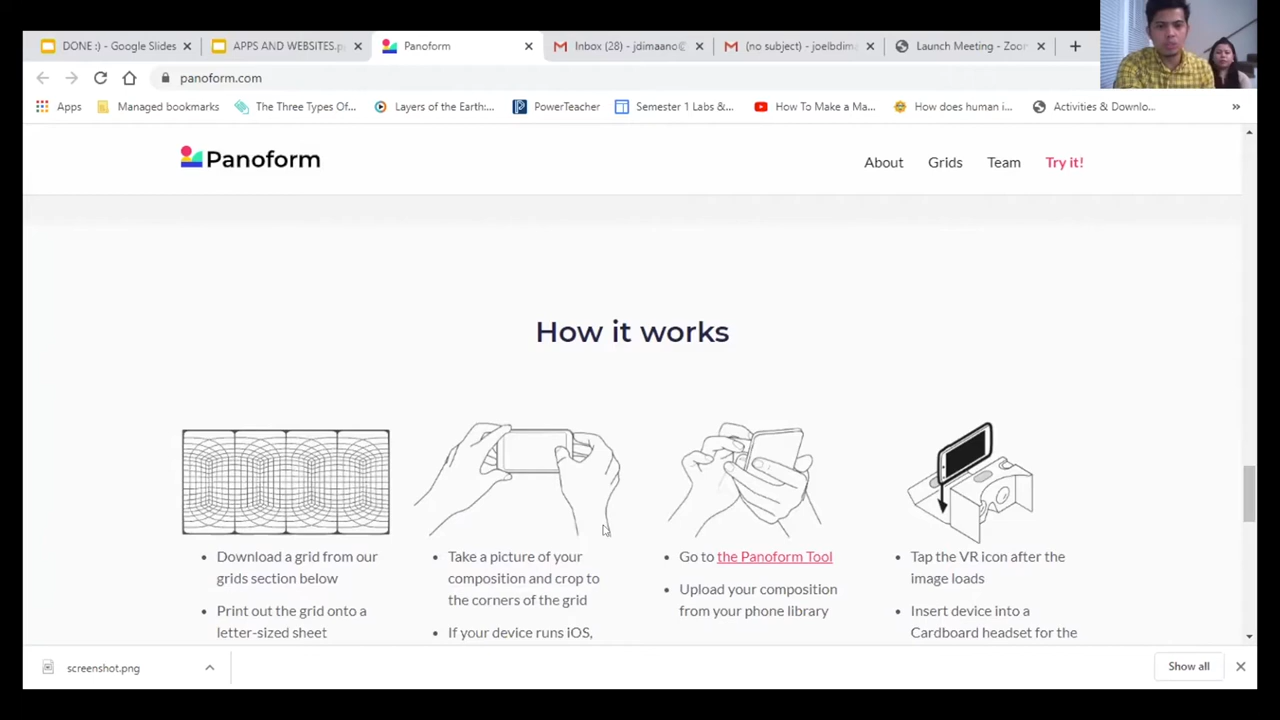 DONE :) - Google Slides
APPS AND WEBSITES.p
Panoform
Inbox (28) - jdimaano@
(no subject) - joelbdima
Launch Meeting - Zoo
panoform.com
Apps
Managed bookmarks
The Three Types Of...
Layers of the Earth:...
PowerTeacher
Semester 1 Labs &...
How To Make a Ma...
How does human i...
Activities & Downlo...
Panoform
About
Grids
Team
Try it!
How it works
• Download a grid from our
grids section below
• Print out the grid onto a
letter-sized sheet
• Take a picture of your
composition and crop to
the corners of the grid
• If your device runs iOS,
• Go to the Panoform Tool
• Upload your composition
from your phone library
• Tap the VR icon after the
image loads
• Insert device into a
Cardboard headset for the
screenshot.png
Show all